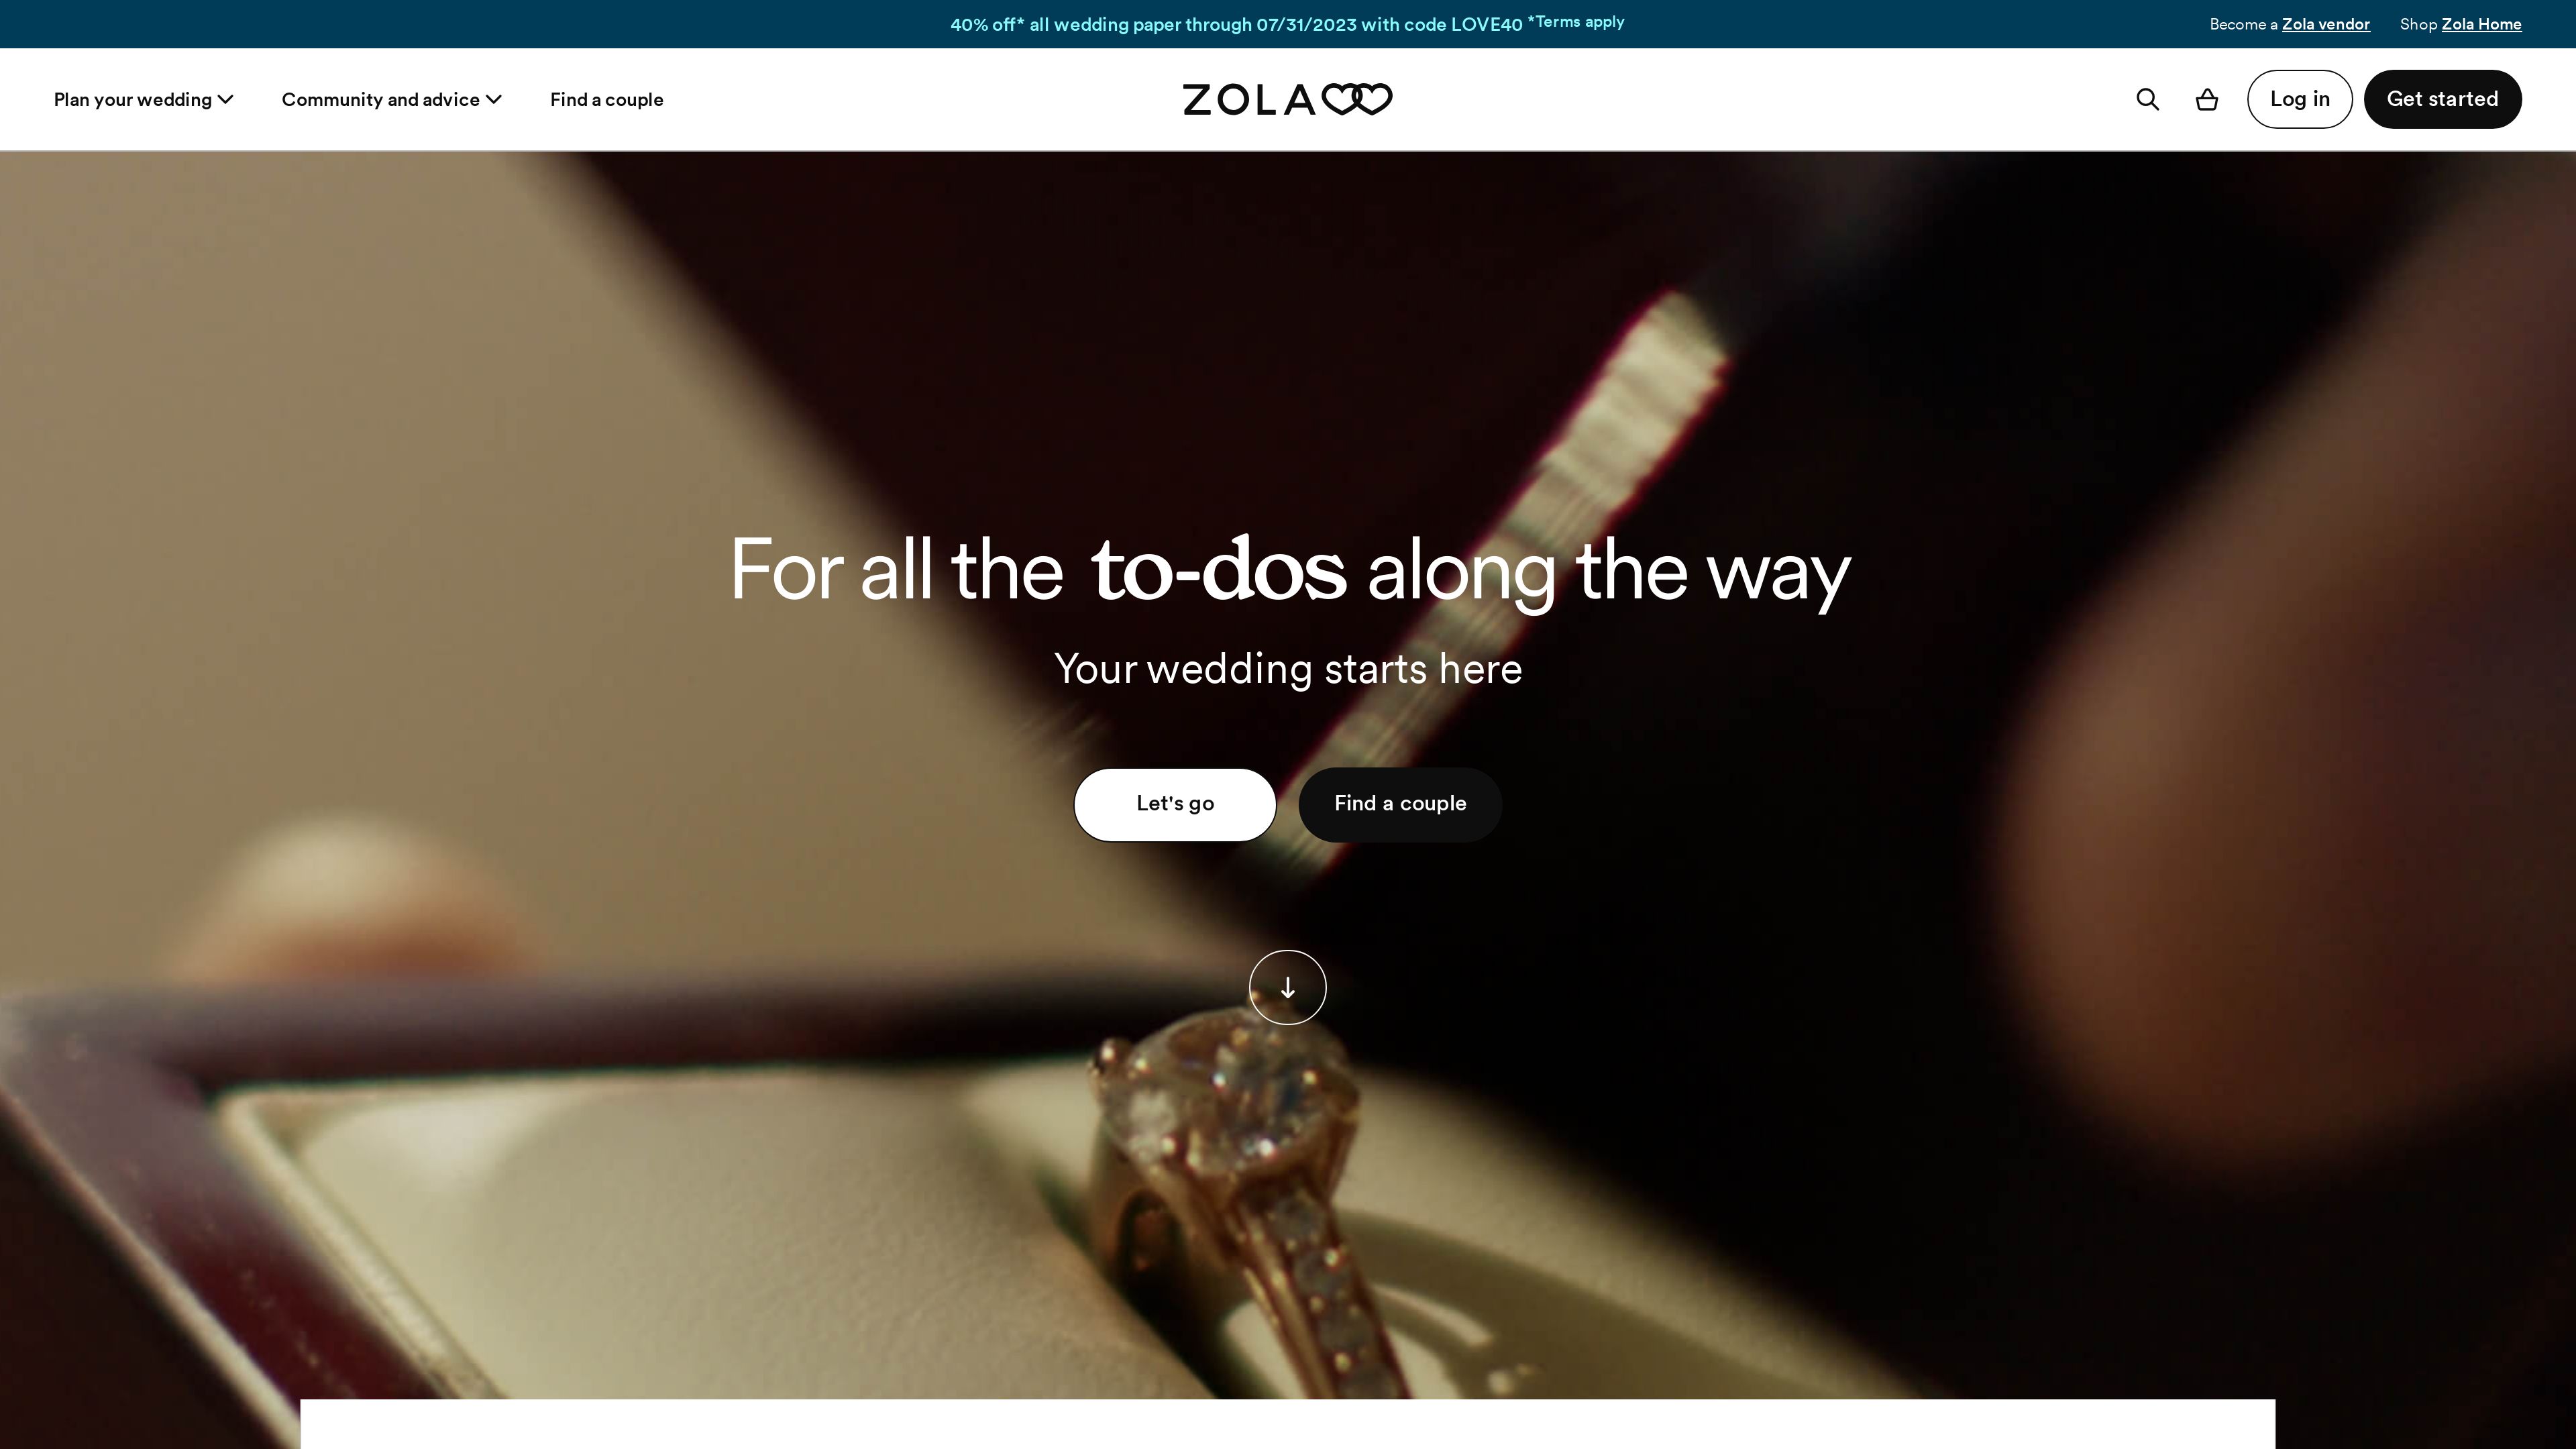 40% off* all wedding paper through 07/31/2023 with code LOVE40 *Terms apply
Become a Zola vendor
Shop Zola Home
Plan your wedding
Community and advice
Find a couple
ZOLA
Log in
Get started
For all the to-dos along the way
Your wedding starts here
Let's go
Find a couple